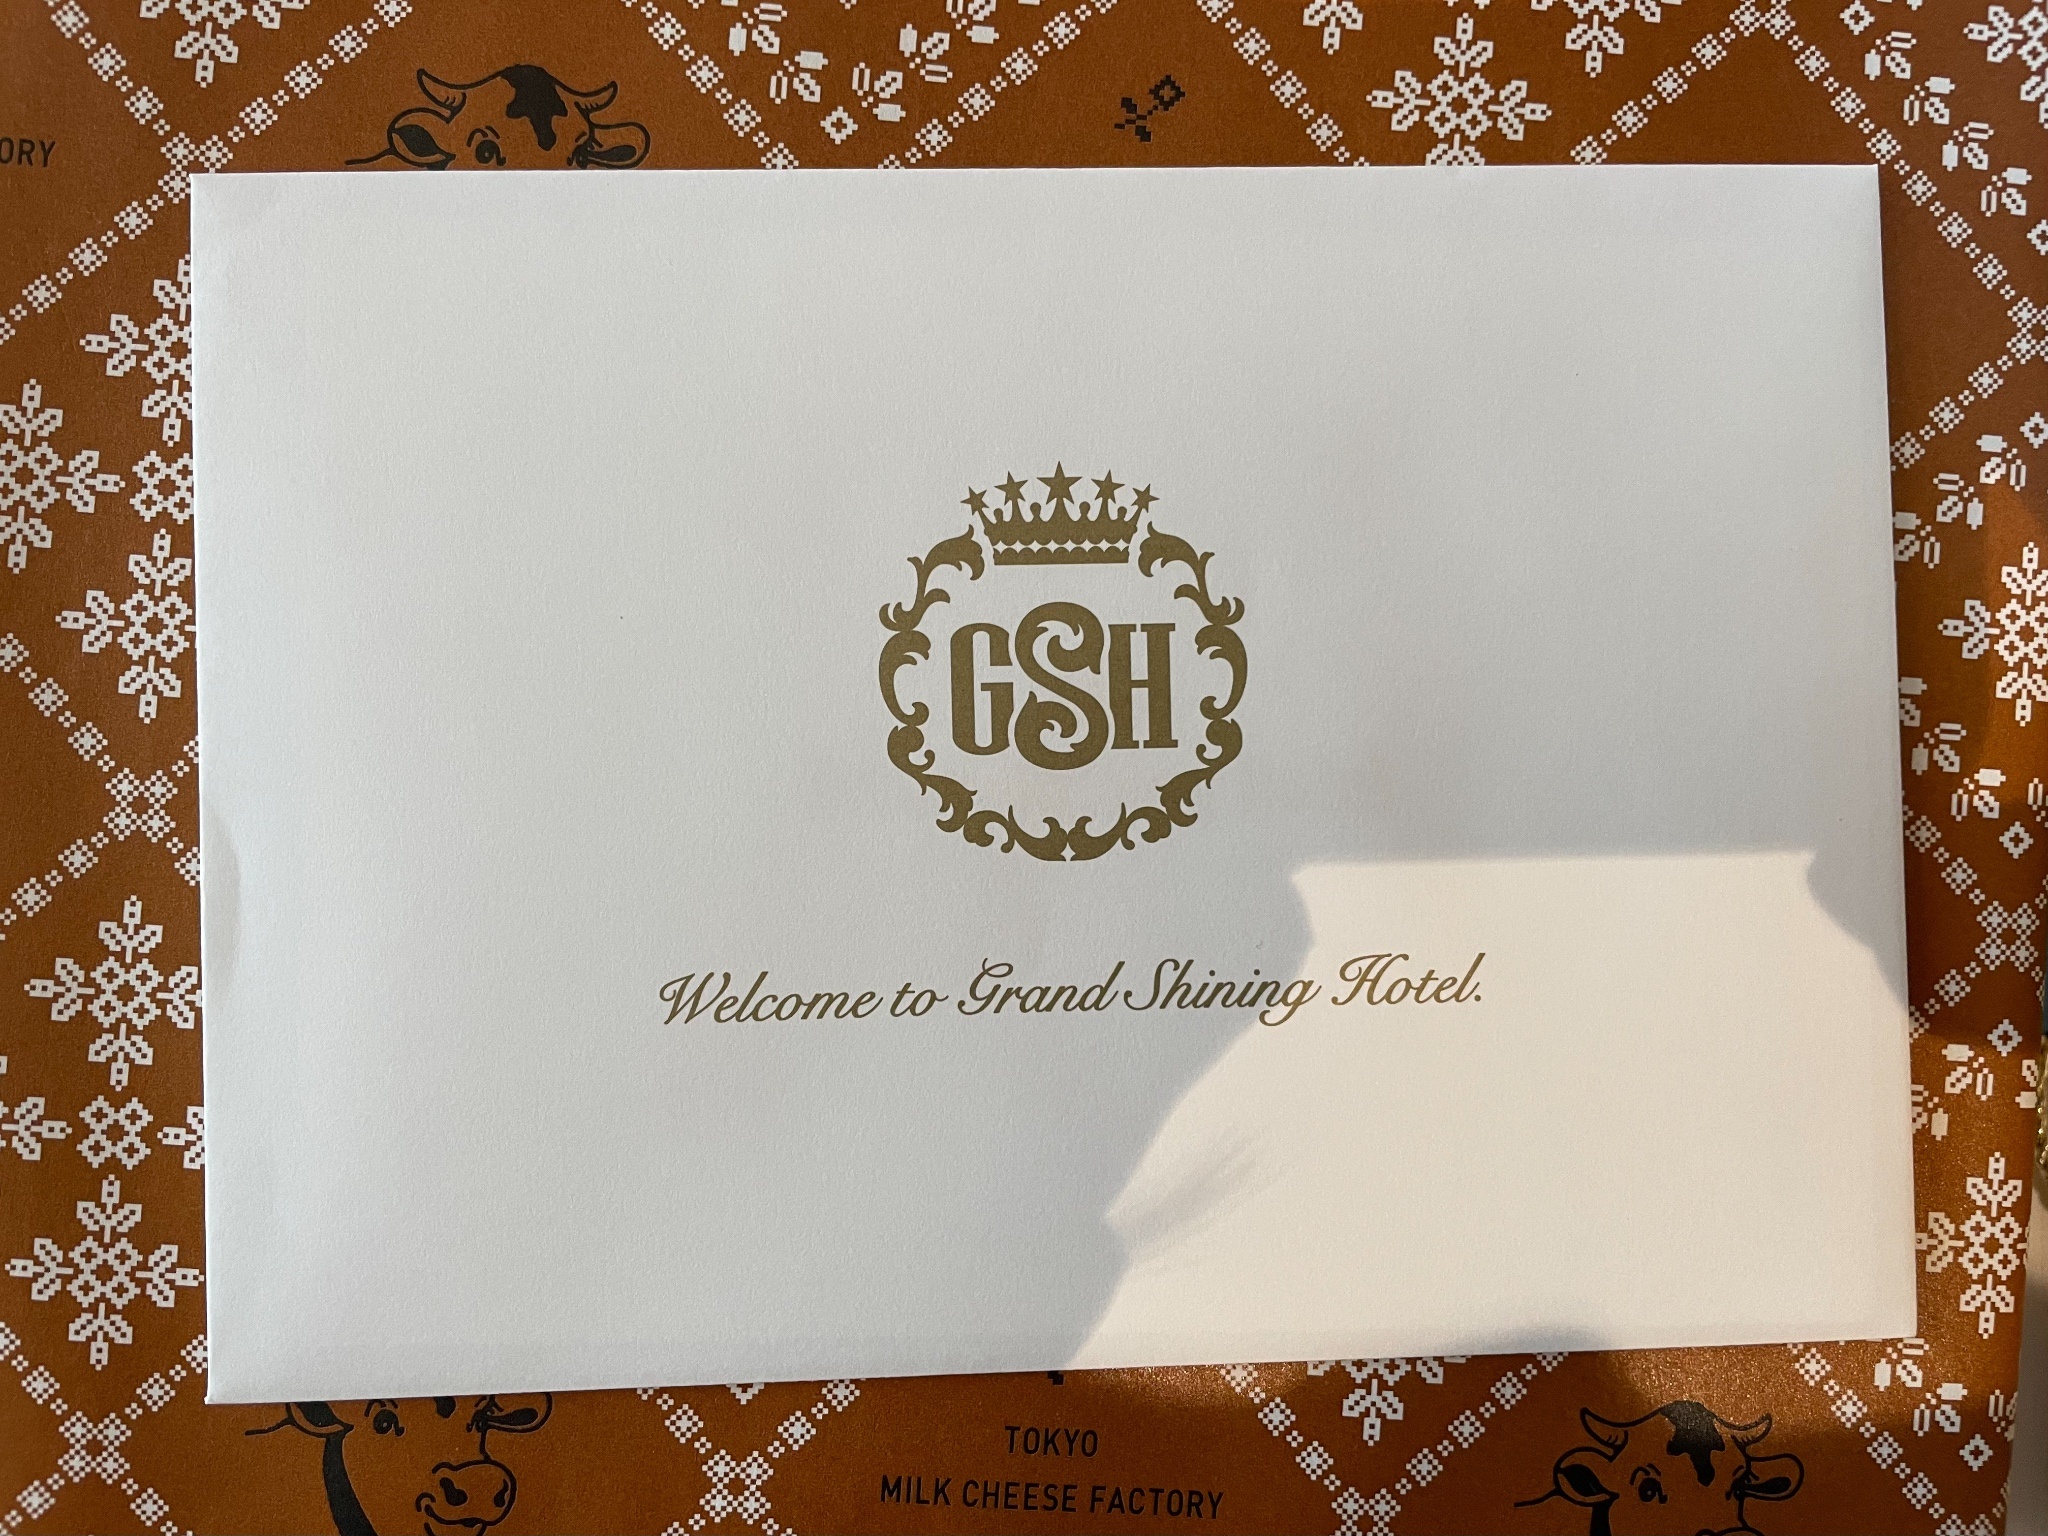 ORY
GSH
Welcome to Grand Shining Hotel.
TOKYO
MILK CHEESE FACTORY